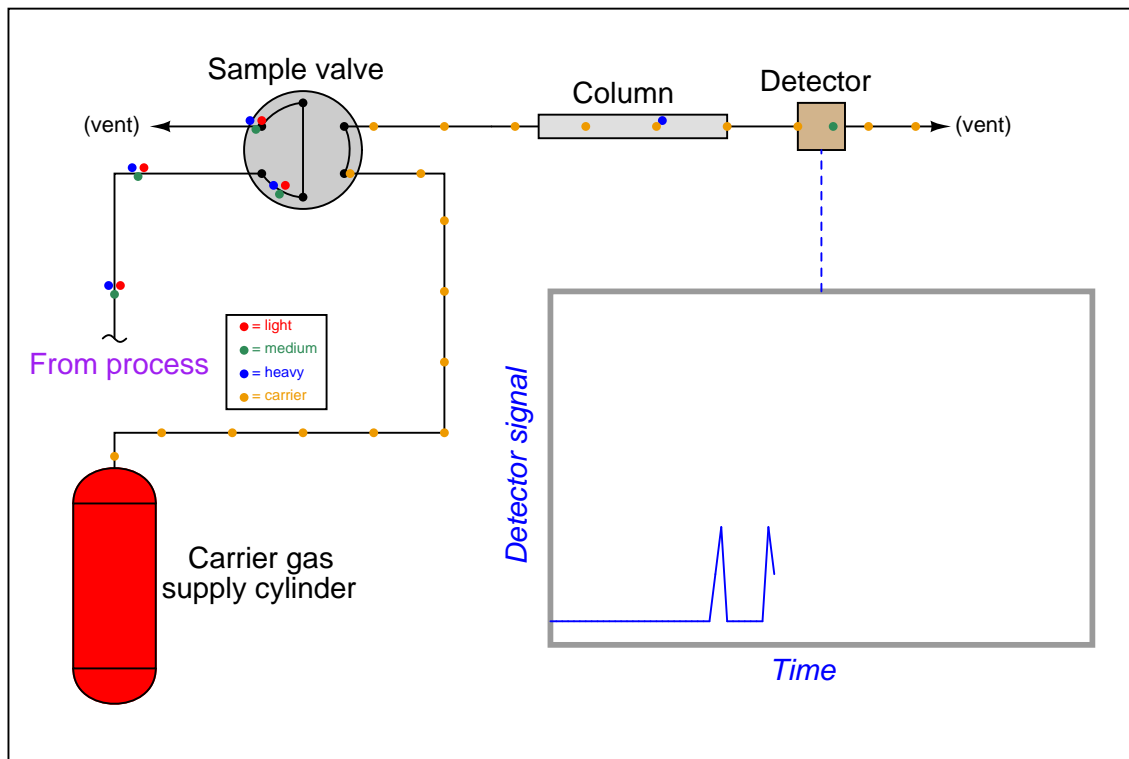 Sample valve
Column
Detector
(vent)
(vent)
From process
= light
= medium
= heavy
= carrier
Detector signal
Carrier gas
supply cylinder
Time